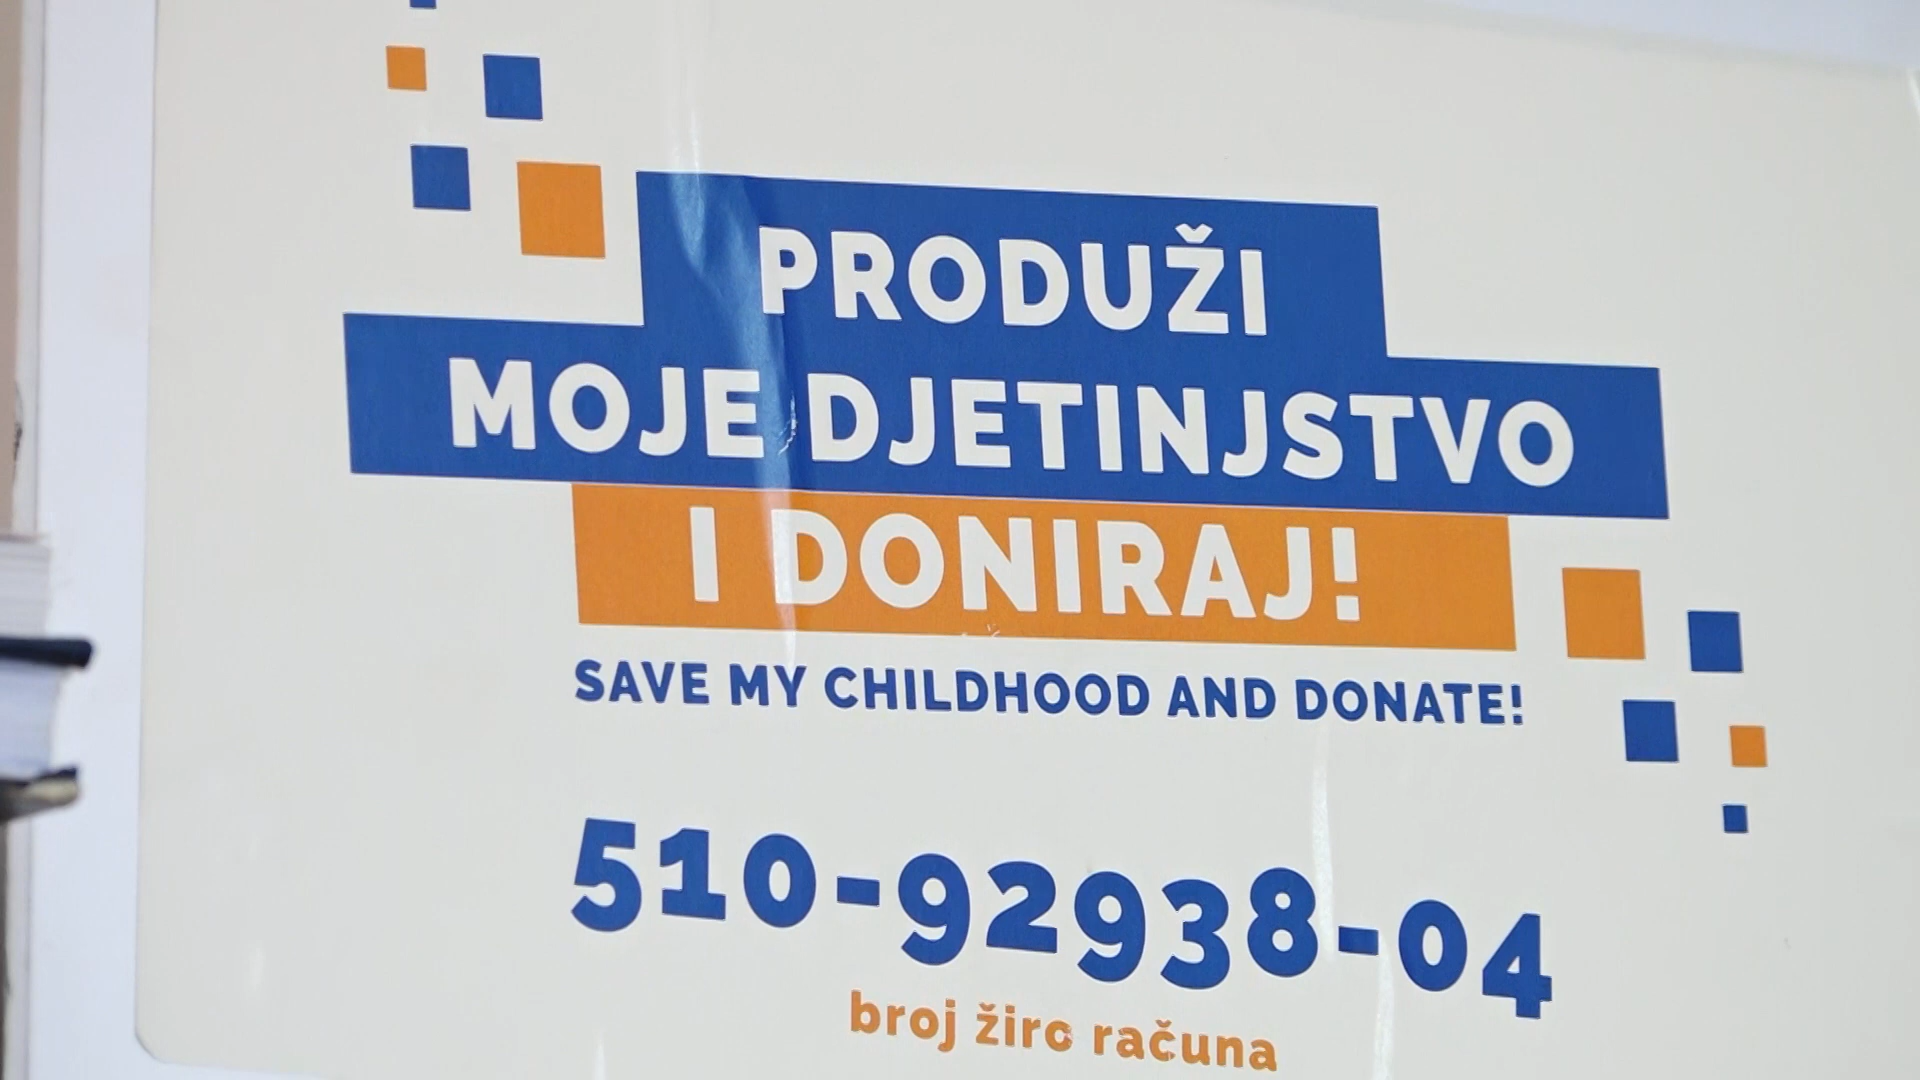 PRODUŽI
MOJE DJETINJSTVO
I DONIRAJ!
SAVE MY CHILDHOOD AND DONATE!
510-92938-04
broj žiro računa